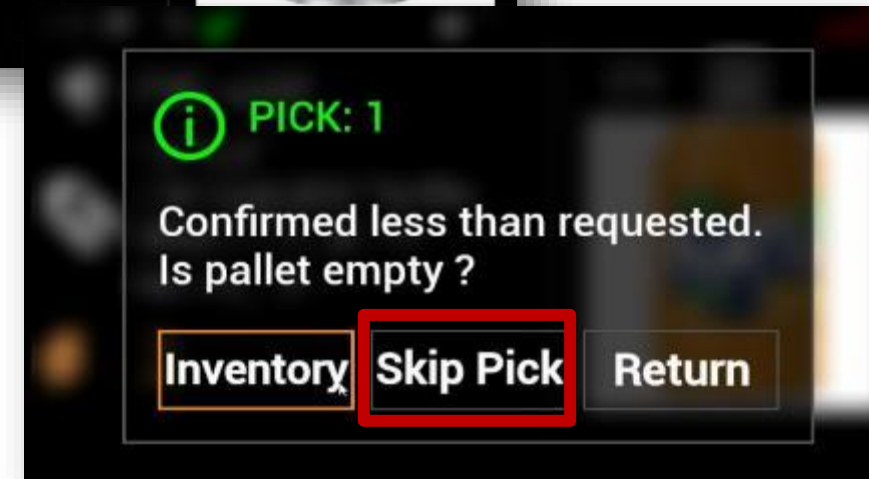 PICK: 1
Confirmed less than requested.
Is pallet empty ?
Inventory Skip Pick Return